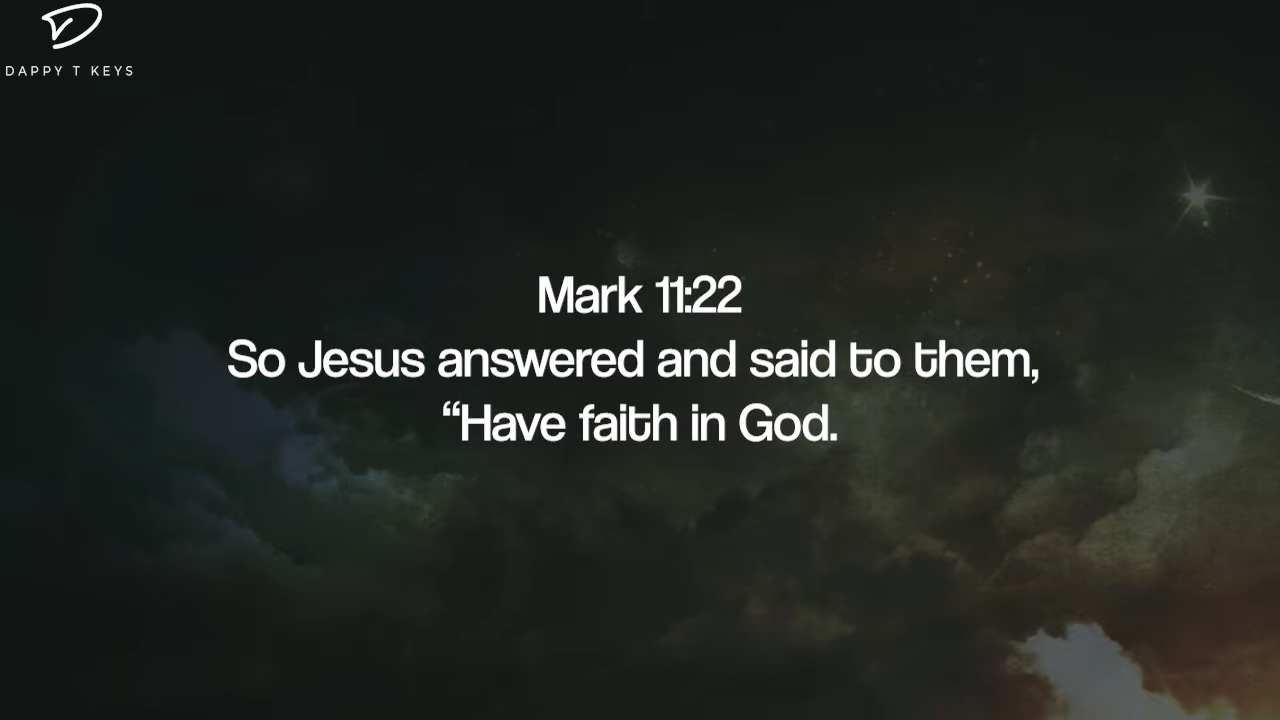 DAPPY T KEYS
Mark 11:22
So Jesus answered and said to them,
“Have faith in God.